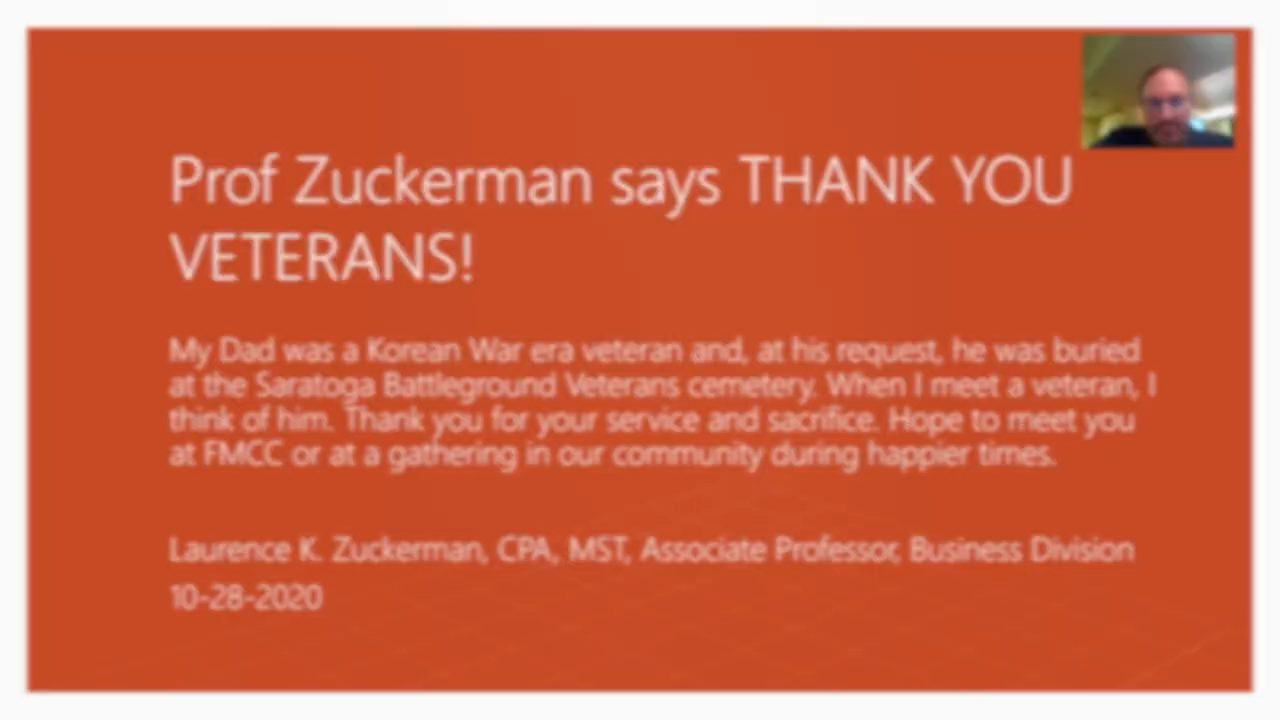 Prof Zuckerman says THANK YOU
VETERANS!
My Dad was a Korean War era veteran and, at his request, he was buried
at the Saratoga Battleground Veterans cemetery. When I meet a veteran, I
think of him. Thank you for your service and sacrifice. Hope to meet you
at FMCC or at a gathering in our community during happier times.
Laurence K. Zuckerman, CPA, MST, Associate Professor, Business Division
10-28-2020